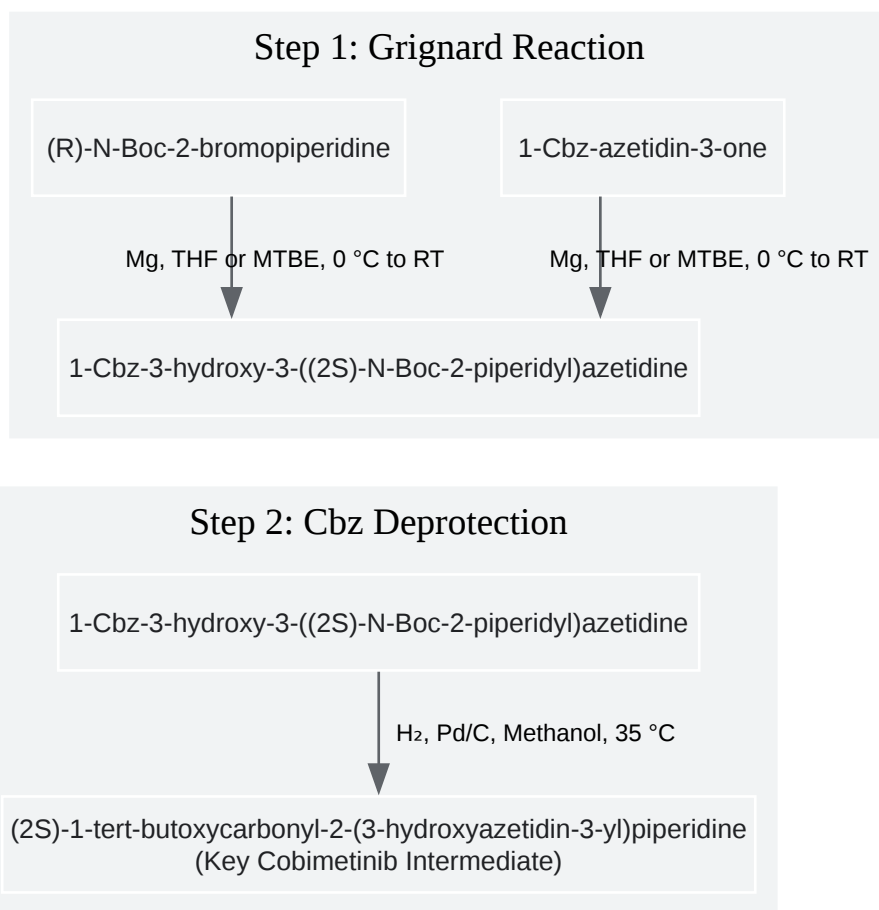 Step 1: Grignard Reaction
(R)-N-Boc-2-bromopiperidine
1-Cbz-azetidin-3-one
Mg, THF or MTBE, 0 °C to RT
Mg, THF or MTBE, 0 °C to RT
1-Cbz-3-hydroxy-3-((2S)-N-Boc-2-piperidyl)azetidine
Step 2: Cbz Deprotection
1-Cbz-3-hydroxy-3-((2S)-N-Boc-2-piperidyl)azetidine
H₂, Pd/C, Methanol, 35 °C
(2S)-1-tert-butoxycarbonyl-2-(3-hydroxyazetidin-3-yl)piperidine
(Key Cobimetinib Intermediate)